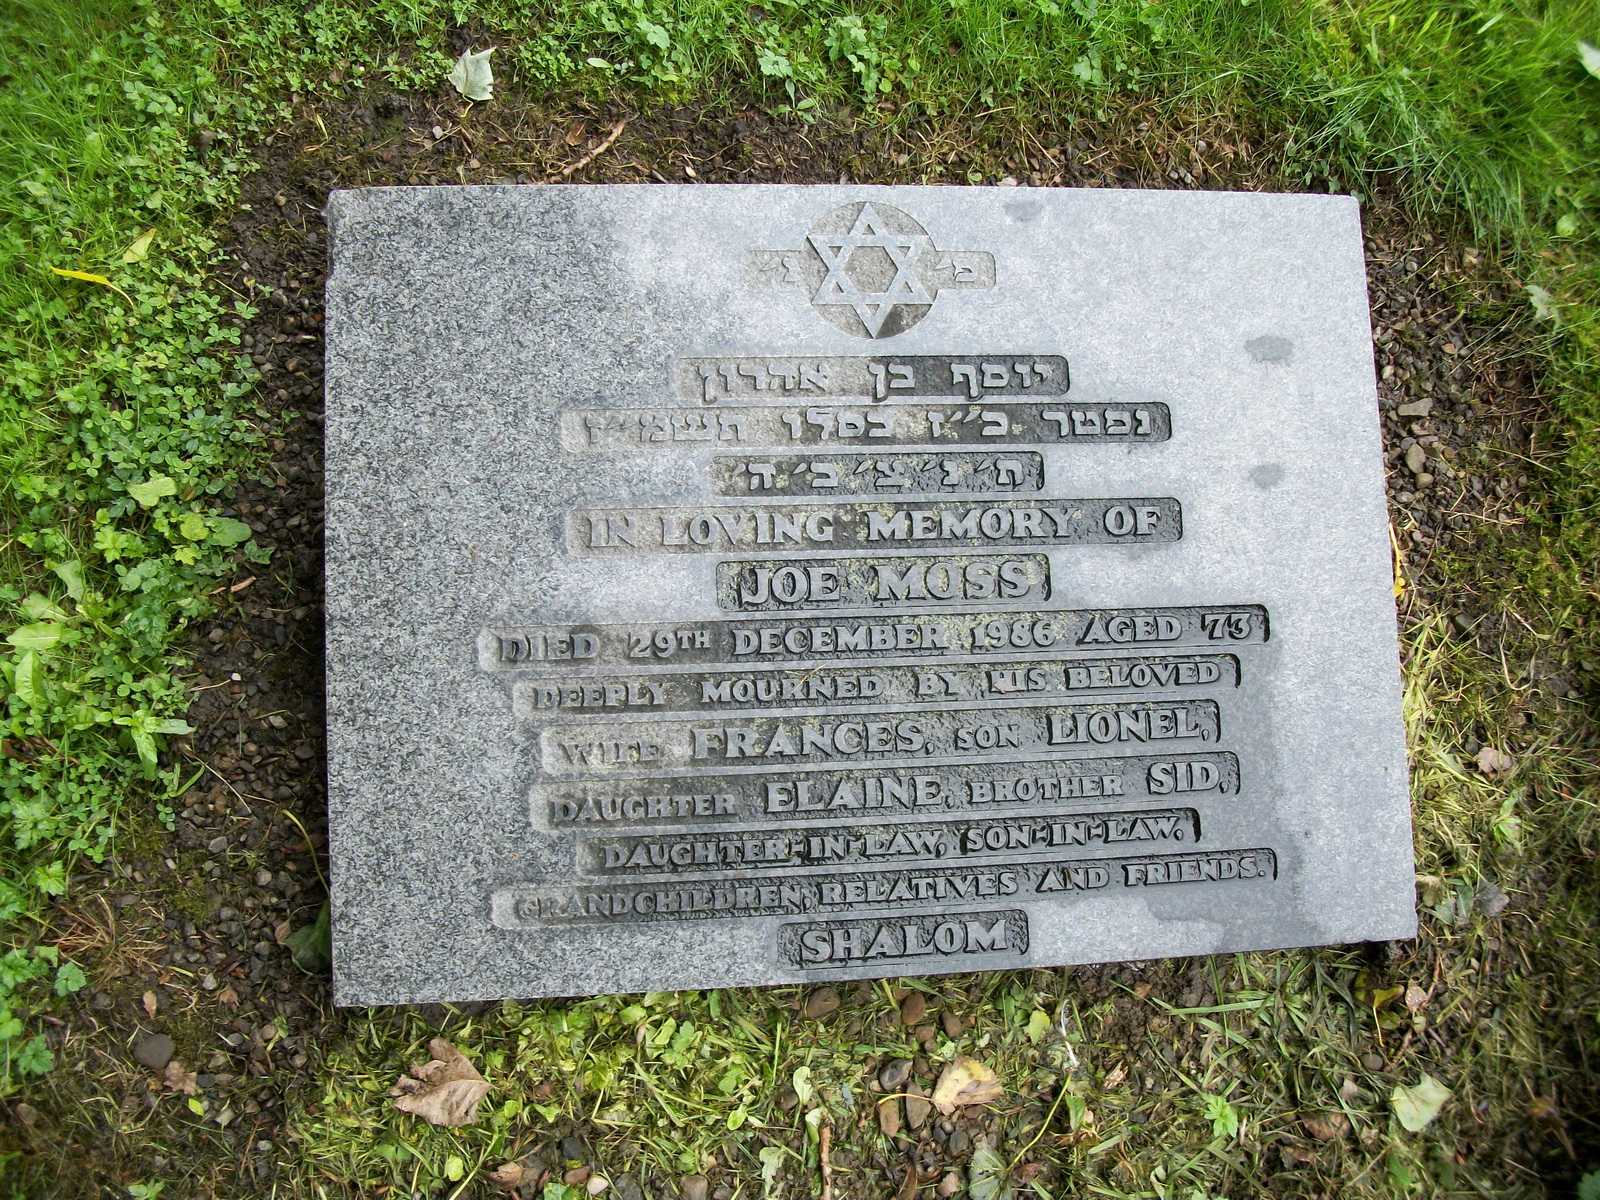 פ׳ נ׳
יוסף בן אהרון
נפטר כ׳׳ז כסלו תשמ׳׳ז
ת׳ נ׳ צ׳ ב׳ ה׳
IN LOVING MEMORY OF
JOE MOSS
DIED 29TH DECEMBER 1986 AGED 73
DEEPLY MOURNED BY HIS BELOVED
WIFE FRANCES, SON LIONEL,
DAUGHTER ELAINE, BROTHER SID,
DAUGHTER-IN-LAW, SON-IN-LAW,
GRANDCHILDREN, RELATIVES AND FRIENDS.
SHALOM